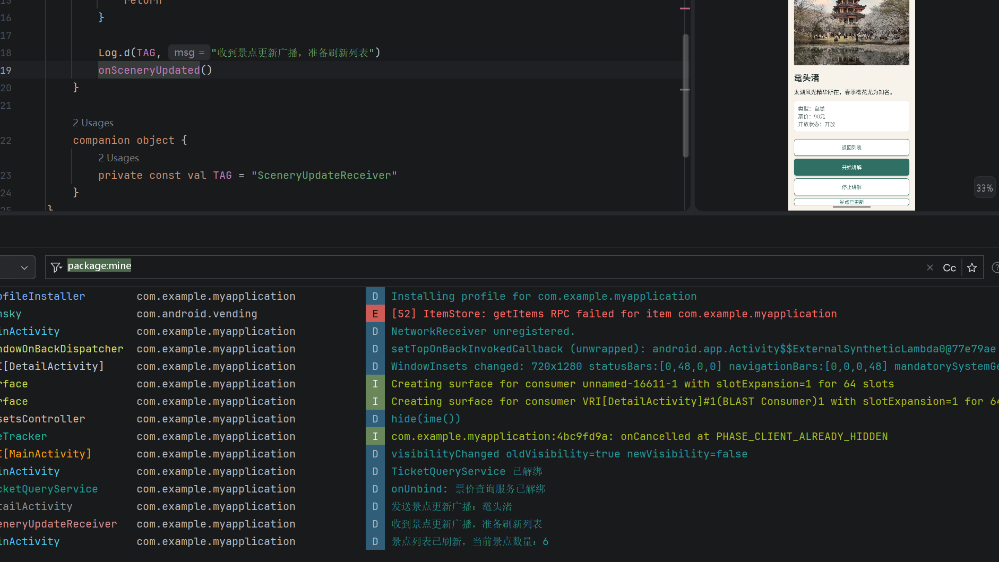 15 return
16 }
17
18 Log.d(TAG, msg = "收到景点更新广播，准备刷新列表")
19 onSceneryUpdated()
20 }
21
2 Usages
22 companion object {
2 Usages
23 private const val TAG = "SceneryUpdateReceiver"
24 }
25 }
鼋头渚
太湖风光精华所在，春季樱花尤为知名。
类型：自然
票价：90元
开放状态：开放
返回列表
开始讲解
停止讲解
景点已更新
33%
package:mine
Cc
ofileInstaller com.example.myapplication D Installing profile for com.example.myapplication
nsky com.android.vending E [52] ItemStore: getItems RPC failed for item com.example.myapplication
inActivity com.example.myapplication D NetworkReceiver unregistered.
ndowOnBackDispatcher com.example.myapplication D setTopOnBackInvokedCallback (unwrapped): android.app.Activity$$ExternalSyntheticLambda0@77e79ae
I[DetailActivity] com.example.myapplication D WindowInsets changed: 720x1280 statusBars:[0,48,0,0] navigationBars:[0,0,0,48] mandatorySystemGe
rface com.example.myapplication I Creating surface for consumer unnamed-16611-1 with slotExpansion=1 for 64 slots
rface com.example.myapplication I Creating surface for consumer VRI[DetailActivity]#1(BLAST Consumer)1 with slotExpansion=1 for 64
setsController com.example.myapplication D hide(ime())
eTracker com.example.myapplication I com.example.myapplication:4bc9fd9a: onCancelled at PHASE_CLIENT_ALREADY_HIDDEN
I[MainActivity] com.example.myapplication D visibilityChanged oldVisibility=true newVisibility=false
inActivity com.example.myapplication D TicketQueryService 已解绑
cketQueryService com.example.myapplication D onUnbind: 票价查询服务已解绑
tailActivity com.example.myapplication D 发送景点更新广播：鼋头渚
eneryUpdateReceiver com.example.myapplication D 收到景点更新广播，准备刷新列表
inActivity com.example.myapplication D 景点列表已刷新，当前景点数量：6